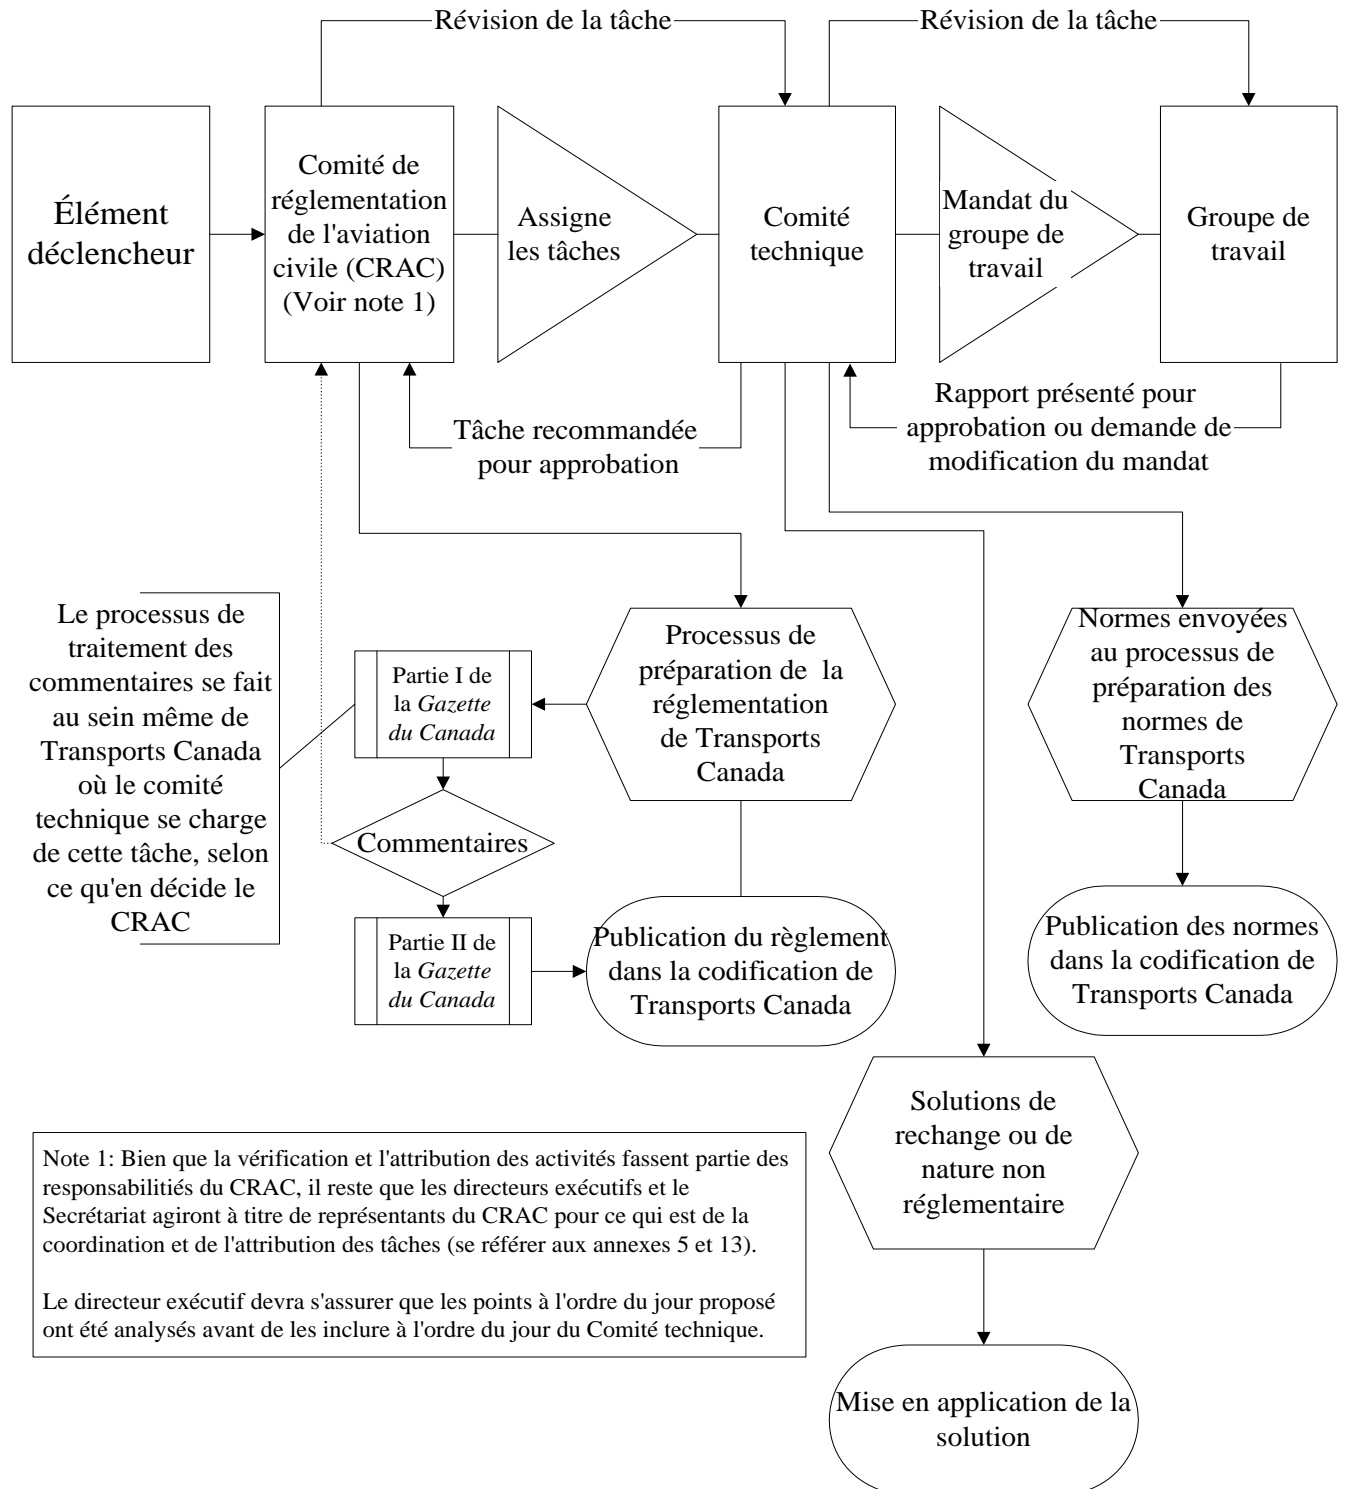 Révision de la tâche
Révision de la tâche
Élément
déclencheur
Comité de
réglementation
de l'aviation
civile (CRAC)
(Voir note 1)
Assigne
les tâches
Comité
technique
Mandat du
groupe de
travail
Groupe de
travail
Tâche recommandée
pour approbation
Rapport présenté pour
approbation ou demande de
modification du mandat
Le processus de
traitement des
commentaires se fait
au sein même de
Transports Canada
où le comité
technique se charge
de cette tâche, selon
ce qu'en décide le
CRAC
Partie I de
la Gazette
du Canada
Processus de
préparation de la
réglementation
de Transports
Canada
Normes envoyées
au processus de
préparation des
normes de
Transports
Canada
Commentaires
Partie II de
la Gazette
du Canada
Publication du règlement
dans la codification de
Transports Canada
Publication des normes
dans la codification de
Transports Canada
Solutions de
rechange ou de
nature non
réglementaire
Note 1: Bien que la vérification et l'attribution des activités fassent partie des
responsabilitiés du CRAC, il reste que les directeurs exécutifs et le
Secrétariat agiront à titre de représentants du CRAC pour ce qui est de la
coordination et de l'attribution des tâches (se référer aux annexes 5 et 13).
Le directeur exécutif devra s'assurer que les points à l'ordre du jour proposé
ont été analysés avant de les inclure à l'ordre du jour du Comité technique.
Mise en application de la
solution